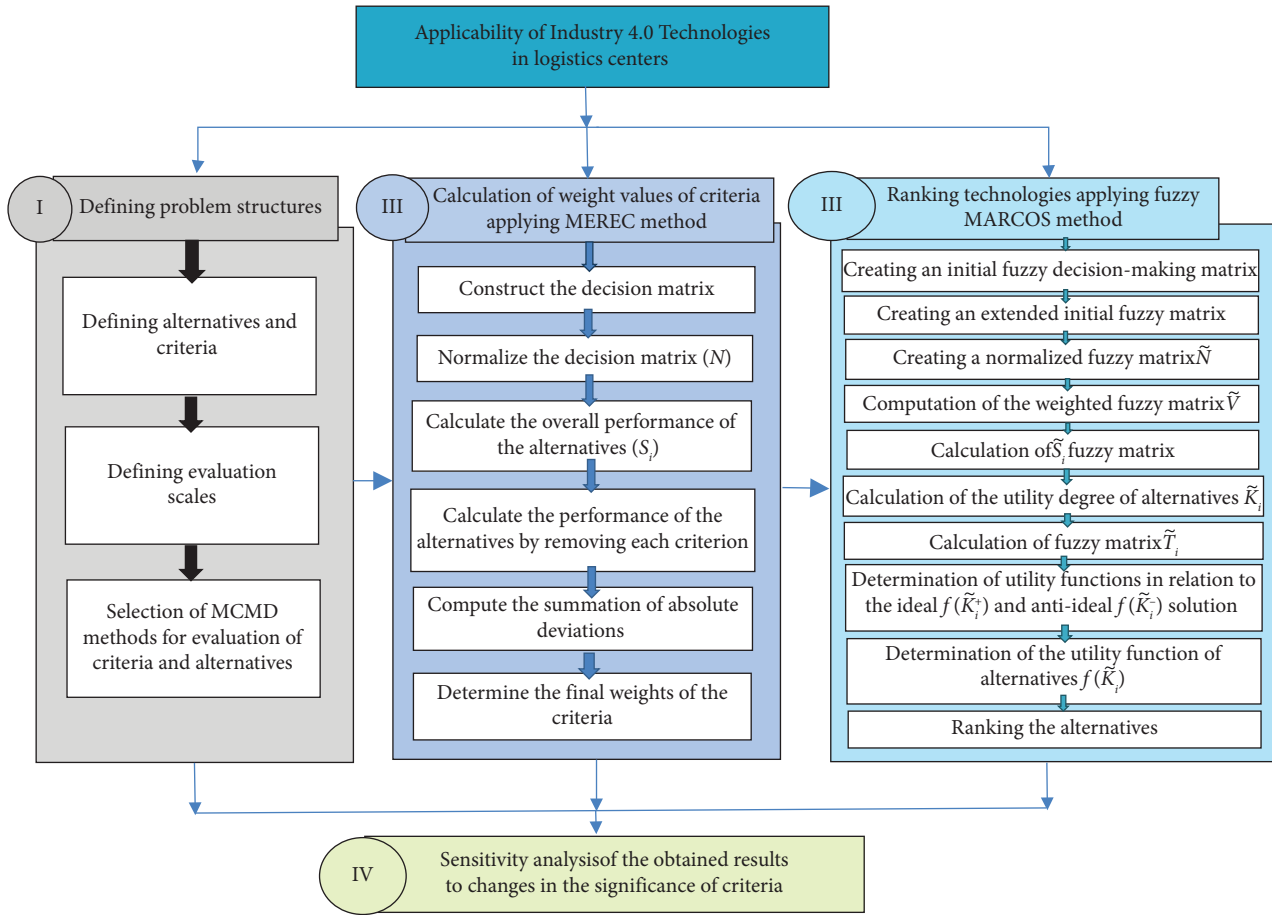 Applicability of Industry 4.0 Technologies
in logistics centers
I
Defining problem structures
Defining alternatives and
criteria
Defining evaluation
scales
Selection of MCMD
methods for evaluation of
criteria and alternatives
III
Calculation of weight values of criteria
applying MEREC method
Construct the decision matrix
Normalize the decision matrix (N)
Calculate the overall performance of
the alternatives (Sᵢ)
Calculate the performance of the
alternatives by removing each criterion
Compute the summation of absolute
deviations
Determine the final weights of the
criteria
III
Ranking technologies applying fuzzy
MARCOS method
Creating an initial fuzzy decision-making matrix
Creating an extended initial fuzzy matrix
Creating a normalized fuzzy matrixÑ
Computation of the weighted fuzzy matrixṼ
Calculation ofS̃ᵢ fuzzy matrix
Calculation of the utility degree of alternatives K̃ᵢ
Calculation of fuzzy matrixT̃ᵢ
Determination of utility functions in relation to
the ideal f(K̃ᵢ⁺) and anti-ideal f(K̃ᵢ⁻) solution
Determination of the utility function of
alternatives f(K̃ᵢ)
Ranking the alternatives
IV
Sensitivity analysisof the obtained results
to changes in the significance of criteria